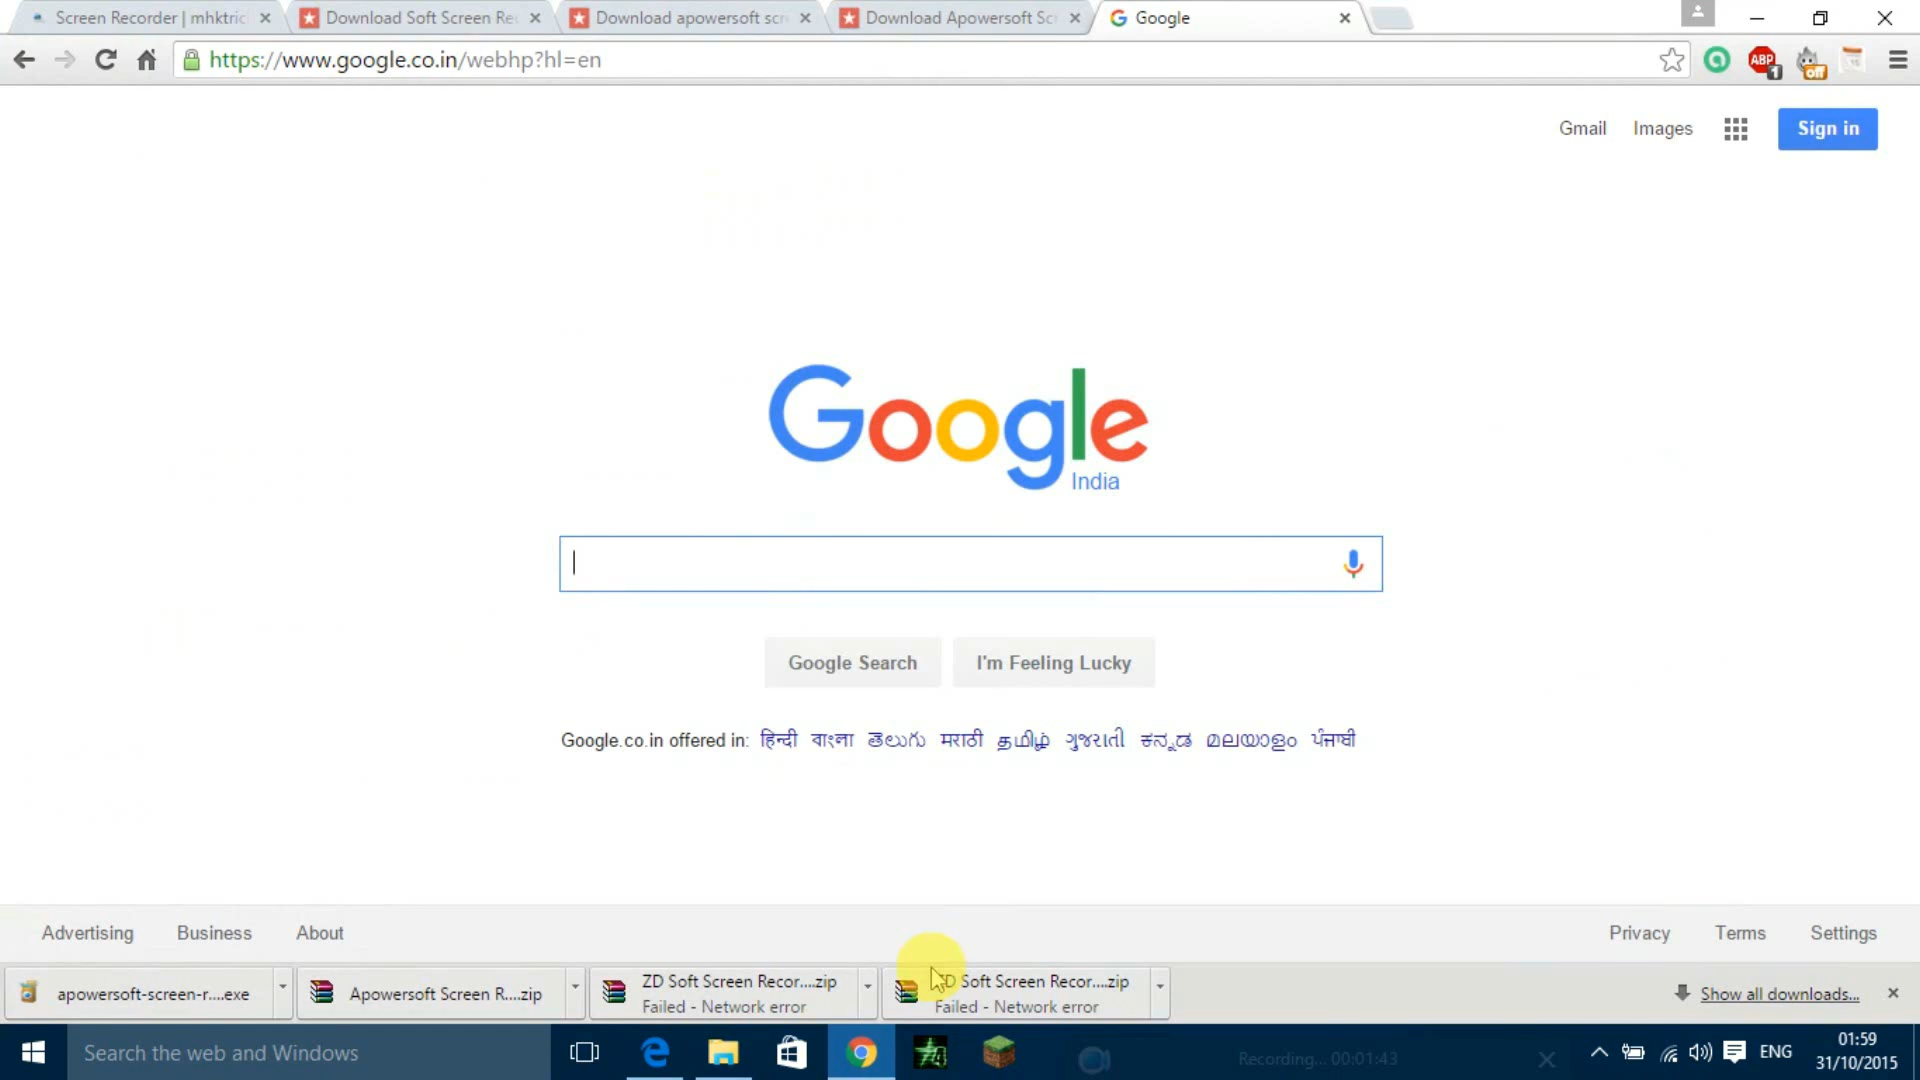 Screen Recorder | mhktric
Download Soft Screen Re
Download apowersoft scr
Download Apowersoft Scr
Google
https://www.google.co.in/webhp?hl=en
ABP
1
off
Gmail
Images
Sign in
Google
India
Google Search
I'm Feeling Lucky
Google.co.in offered in: हिन्दी বাংলা తెలుగు मराठी தமிழ் ગુજરાતી ಕನ್ನಡ മലയാളം ਪੰਜਾਬੀ
Advertising
Business
About
Privacy
Terms
Settings
apowersoft-screen-r....exe
Apowersoft Screen R....zip
ZD Soft Screen Recor....zip
Failed - Network error
ZD Soft Screen Recor....zip
Failed - Network error
Show all downloads...
Search the web and Windows
Recording... 00:01:43
ENG
01:59
31/10/2015